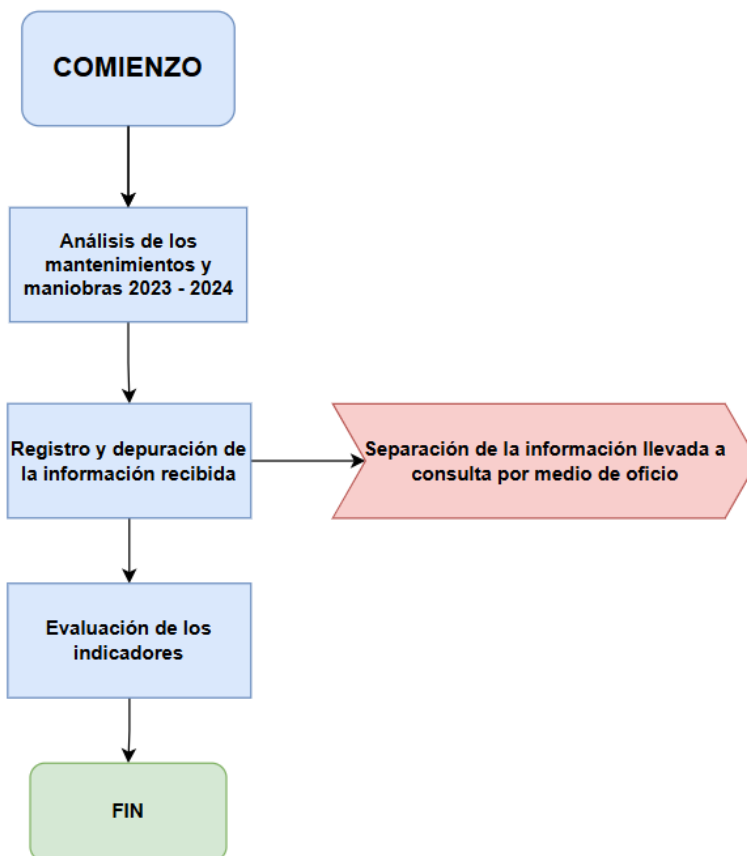 COMIENZO
Análisis de los
mantenimientos y
maniobras 2023 - 2024
Registro y depuración de
la información recibida
Separación de la información llevada a
consulta por medio de oficio
Evaluación de los
indicadores
FIN